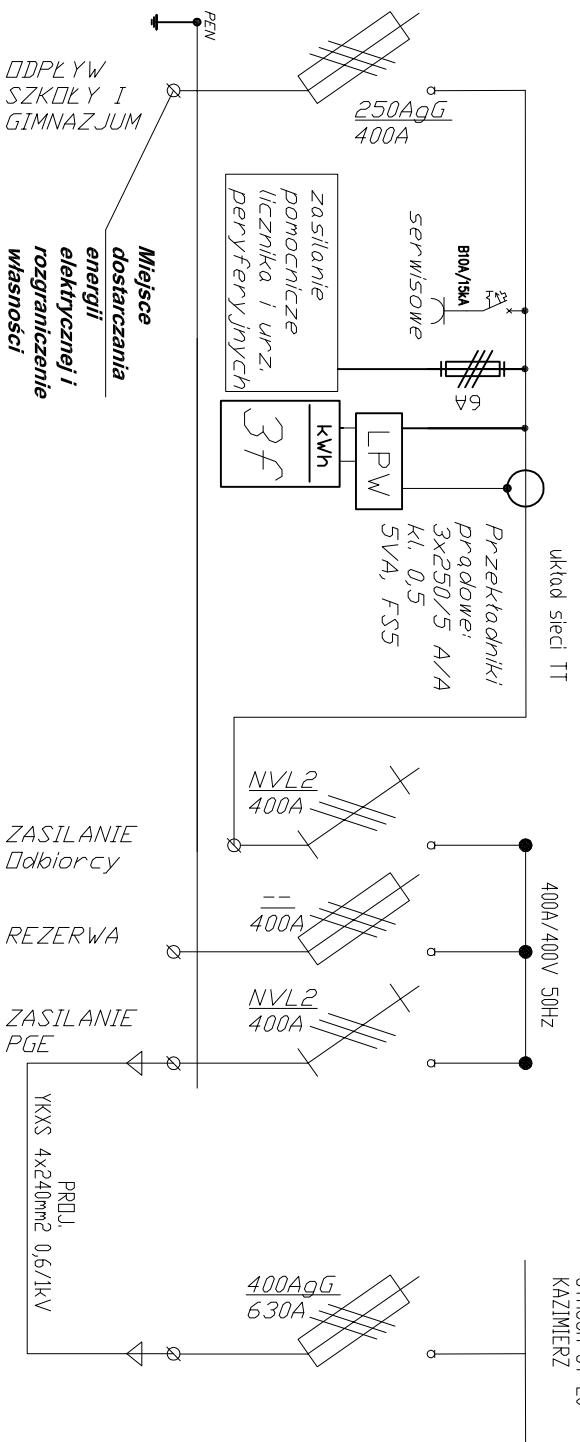 PEN
ODPŁYW
SZKOŁY I
GIMNAZJUM
250AgG
400A
Miejsce
dostarczania
energii
elektrycznej i
rozgraniczenie
własności
zasilanie
pomocnicze
licznika i urz.
peryferyjnych
serwisowe
B10A/15kA
6A
3f
kWh
LPW
Przekładniki
prądowe:
3x250/5 A/A
kl. 0,5
5VA, FS5
układ sieci TT
NVL2
400A
ZASILANIE
Odbiorcy
--
400A
REZERWA
NVL2
400A
ZASILANIE
PGE
400A/400V 50Hz
PROJ.
YKXS 4x240mm2 0,6/1kV
400AgG
630A
KAZIMIERZ